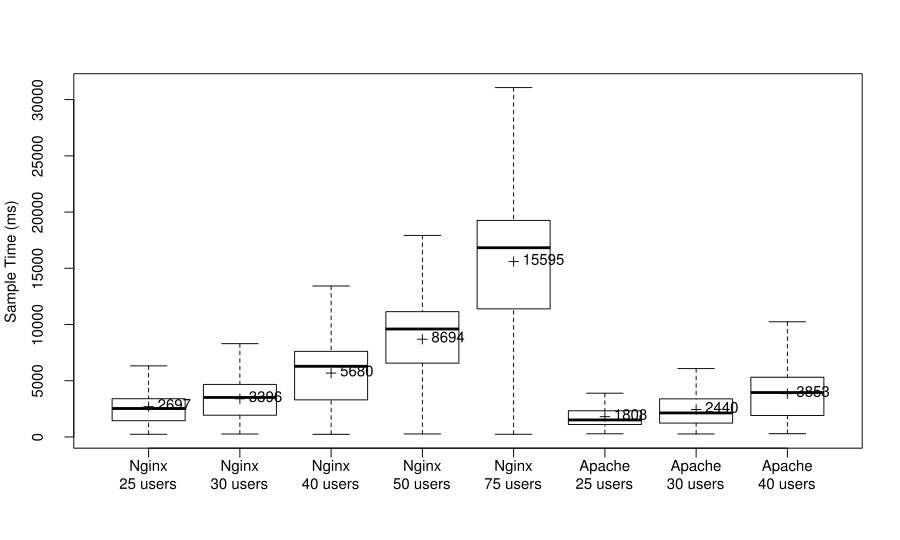 30000
25000
20000
15000
10000
5000
0
Sample Time (ms)
2697
3396
5680
8694
15595
1808
2440
3853
Nginx
25 users
Nginx
30 users
Nginx
40 users
Nginx
50 users
Nginx
75 users
Apache
25 users
Apache
30 users
Apache
40 users